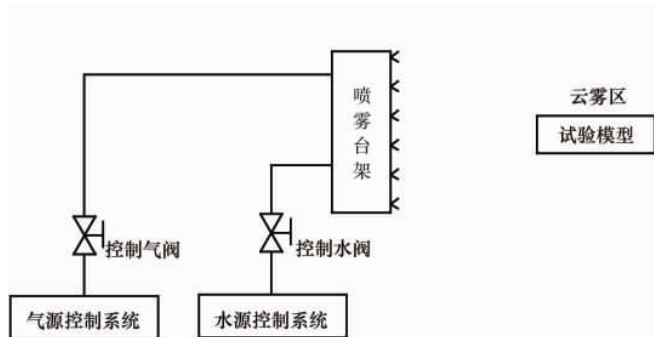 喷雾台架
云雾区
试验模型
控制气阀
控制水阀
气源控制系统
水源控制系统